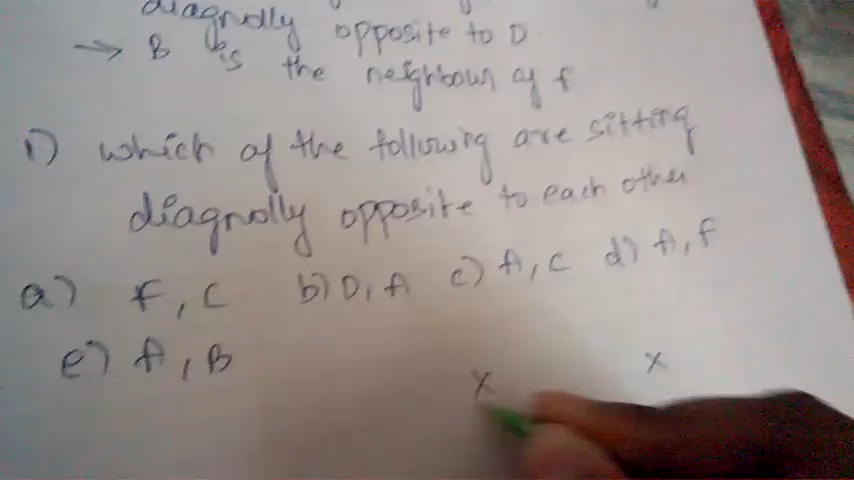 diagnolly opposite to D
→ B is the neighbour of F
1) which of the following are sitting
diagnolly opposite to each other
a) F, C b) D, A c) A, C d) A, F
e) A, B
x x